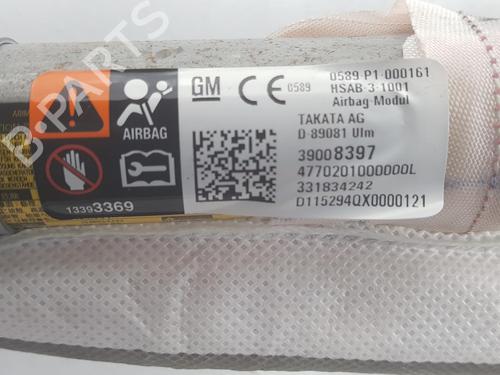 GM CE 0589
0589-P1-000161
HSAB-3-1001
Airbag Modul
TAKATA AG
D-89081 Ulm
39008397
4770201000000L
331834242
D115294QX0000121
AIRBAG
13393369
B-PARTS